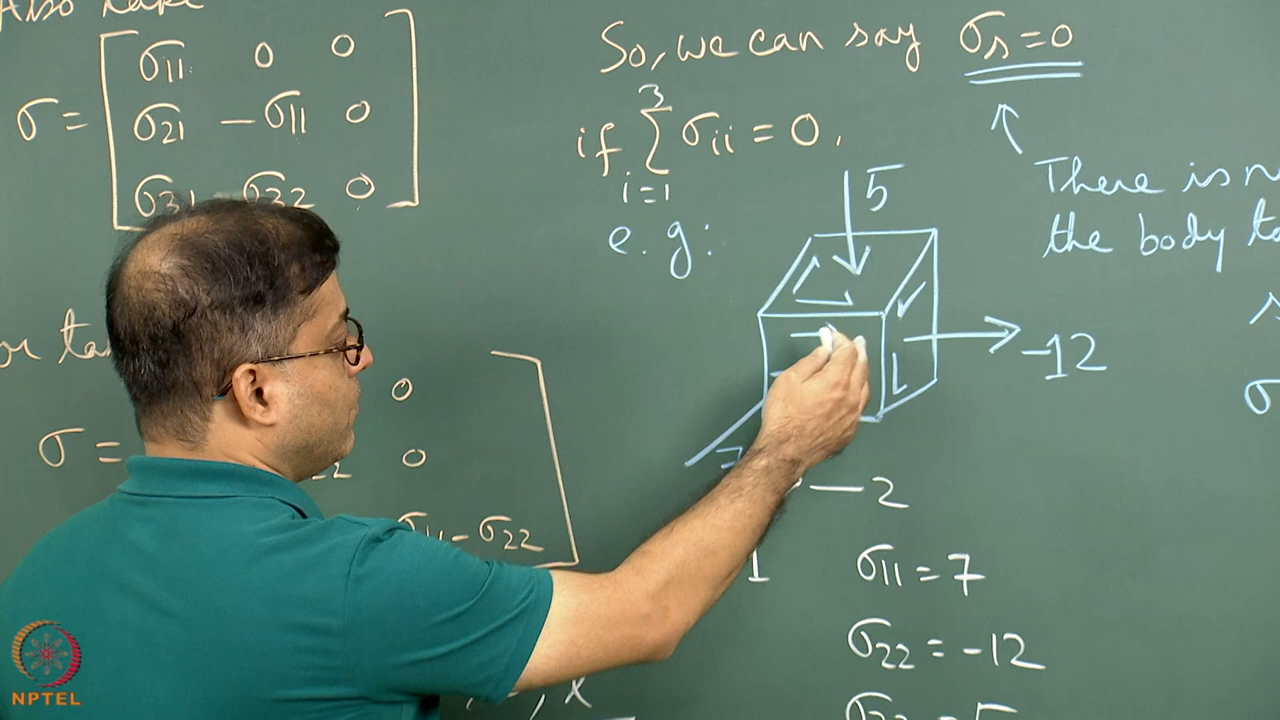 Also take
σ =
σ11 0 0
σ21 -σ11 0
σ31 σ32 0
or
σ =
0
0
σ11-σ22
So, we can say σs=0
if 3∑i=1 σii = 0,
e.g:
5
-12
There is
the body
- 2
1
σ11 = 7
σ22 = -12
x
σ
NPTEL